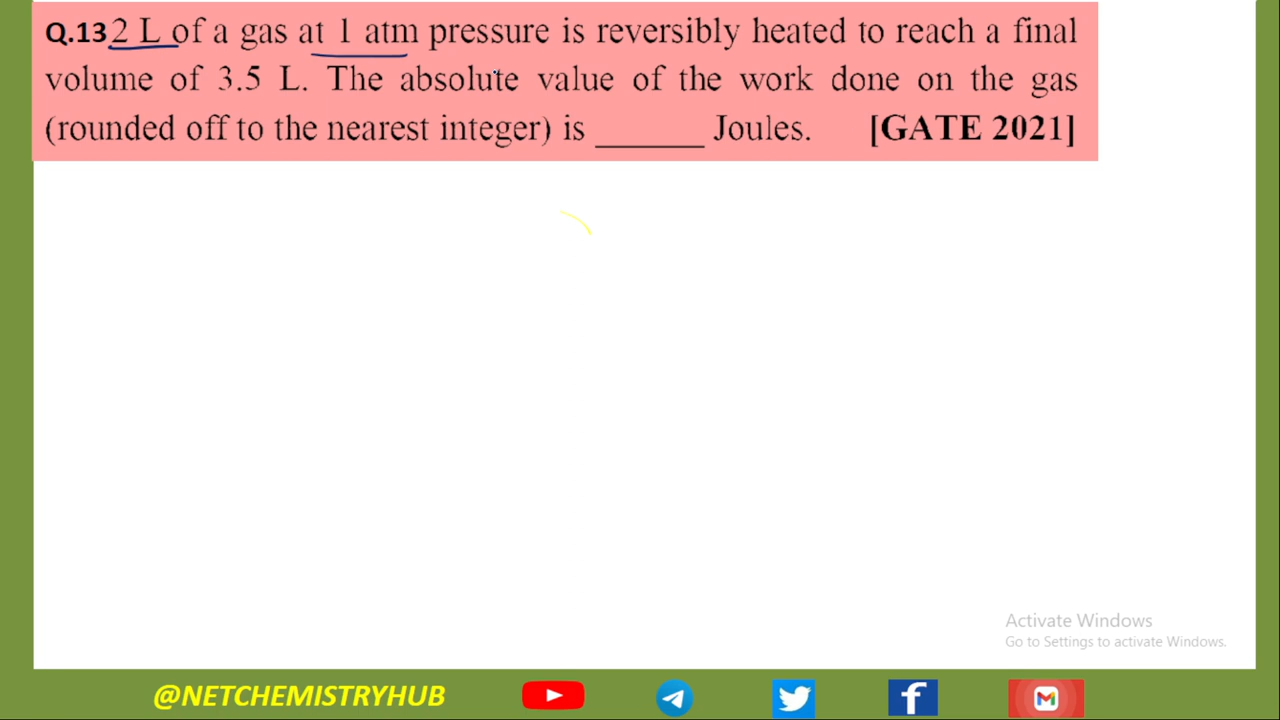 Q.13 2 L of a gas at 1 atm pressure is reversibly heated to reach a final
volume of 3.5 L. The absolute value of the work done on the gas
(rounded off to the nearest integer) is ______ Joules. [GATE 2021]
Activate Windows
Go to Settings to activate Windows.
@NETCHEMISTRYHUB